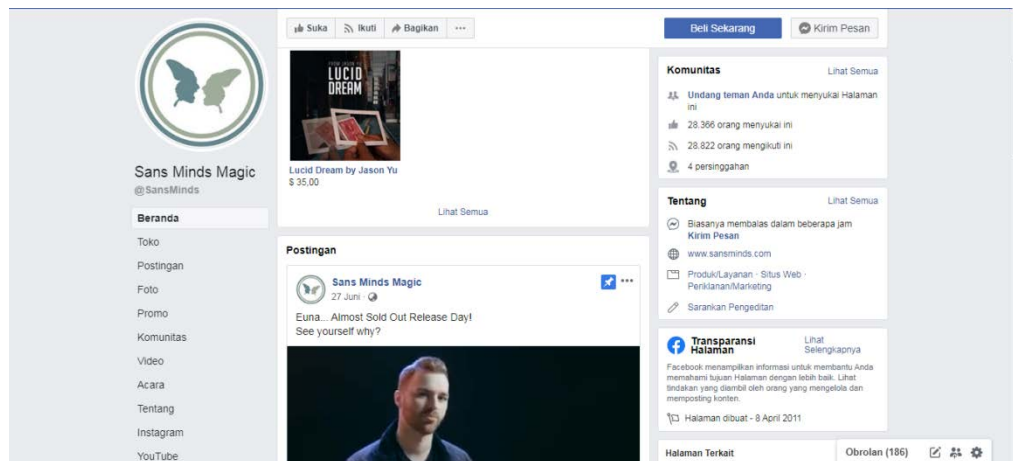 Suka
Ikuti
Bagikan
Beli Sekarang
Kirim Pesan
Sans Minds Magic
@SansMinds
Beranda
Toko
Postingan
Foto
Promo
Komunitas
Video
Acara
Tentang
Instagram
YouTube
LUCID
DREAM
Lucid Dream by Jason Yu
$ 35,00
Lihat Semua
Postingan
Sans Minds Magic
27 Juni
Euna... Almost Sold Out Release Day!
See yourself why?
Komunitas
Lihat Semua
Undang teman Anda untuk menyukai Halaman
ini
28.366 orang menyukai ini
28.822 orang mengikuti ini
4 persinggahan
Tentang
Lihat Semua
Biasanya membalas dalam beberapa jam
Kirim Pesan
www.sansminds.com
Produk/Layanan · Situs Web ·
Periklanan/Marketing
Sarankan Pengeditan
Transparansi
Halaman
Lihat
Selengkapnya
Facebook menampilkan informasi untuk membantu Anda
memahami tujuan Halaman dengan lebih baik. Lihat
tindakan yang diambil oleh orang yang mengelola dan
memposting konten.
Halaman dibuat - 8 April 2011
Halaman Terkait
Obrolan (186)